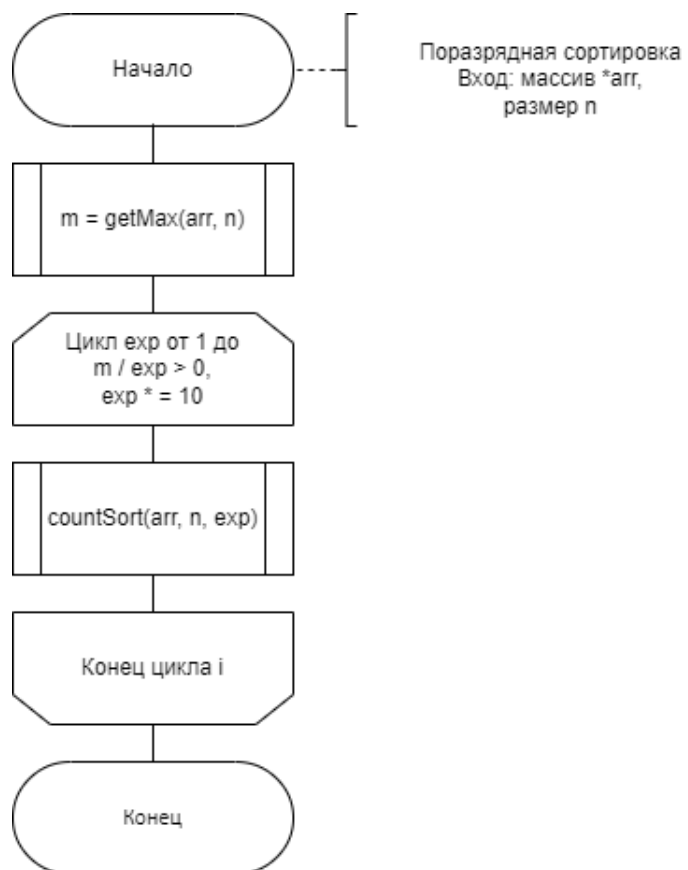 Начало
Поразрядная сортировка
Вход: массив *arr,
размер n
m = getMax(arr, n)
Цикл exp от 1 до
m / exp > 0,
exp * = 10
countSort(arr, n, exp)
Конец цикла i
Конец